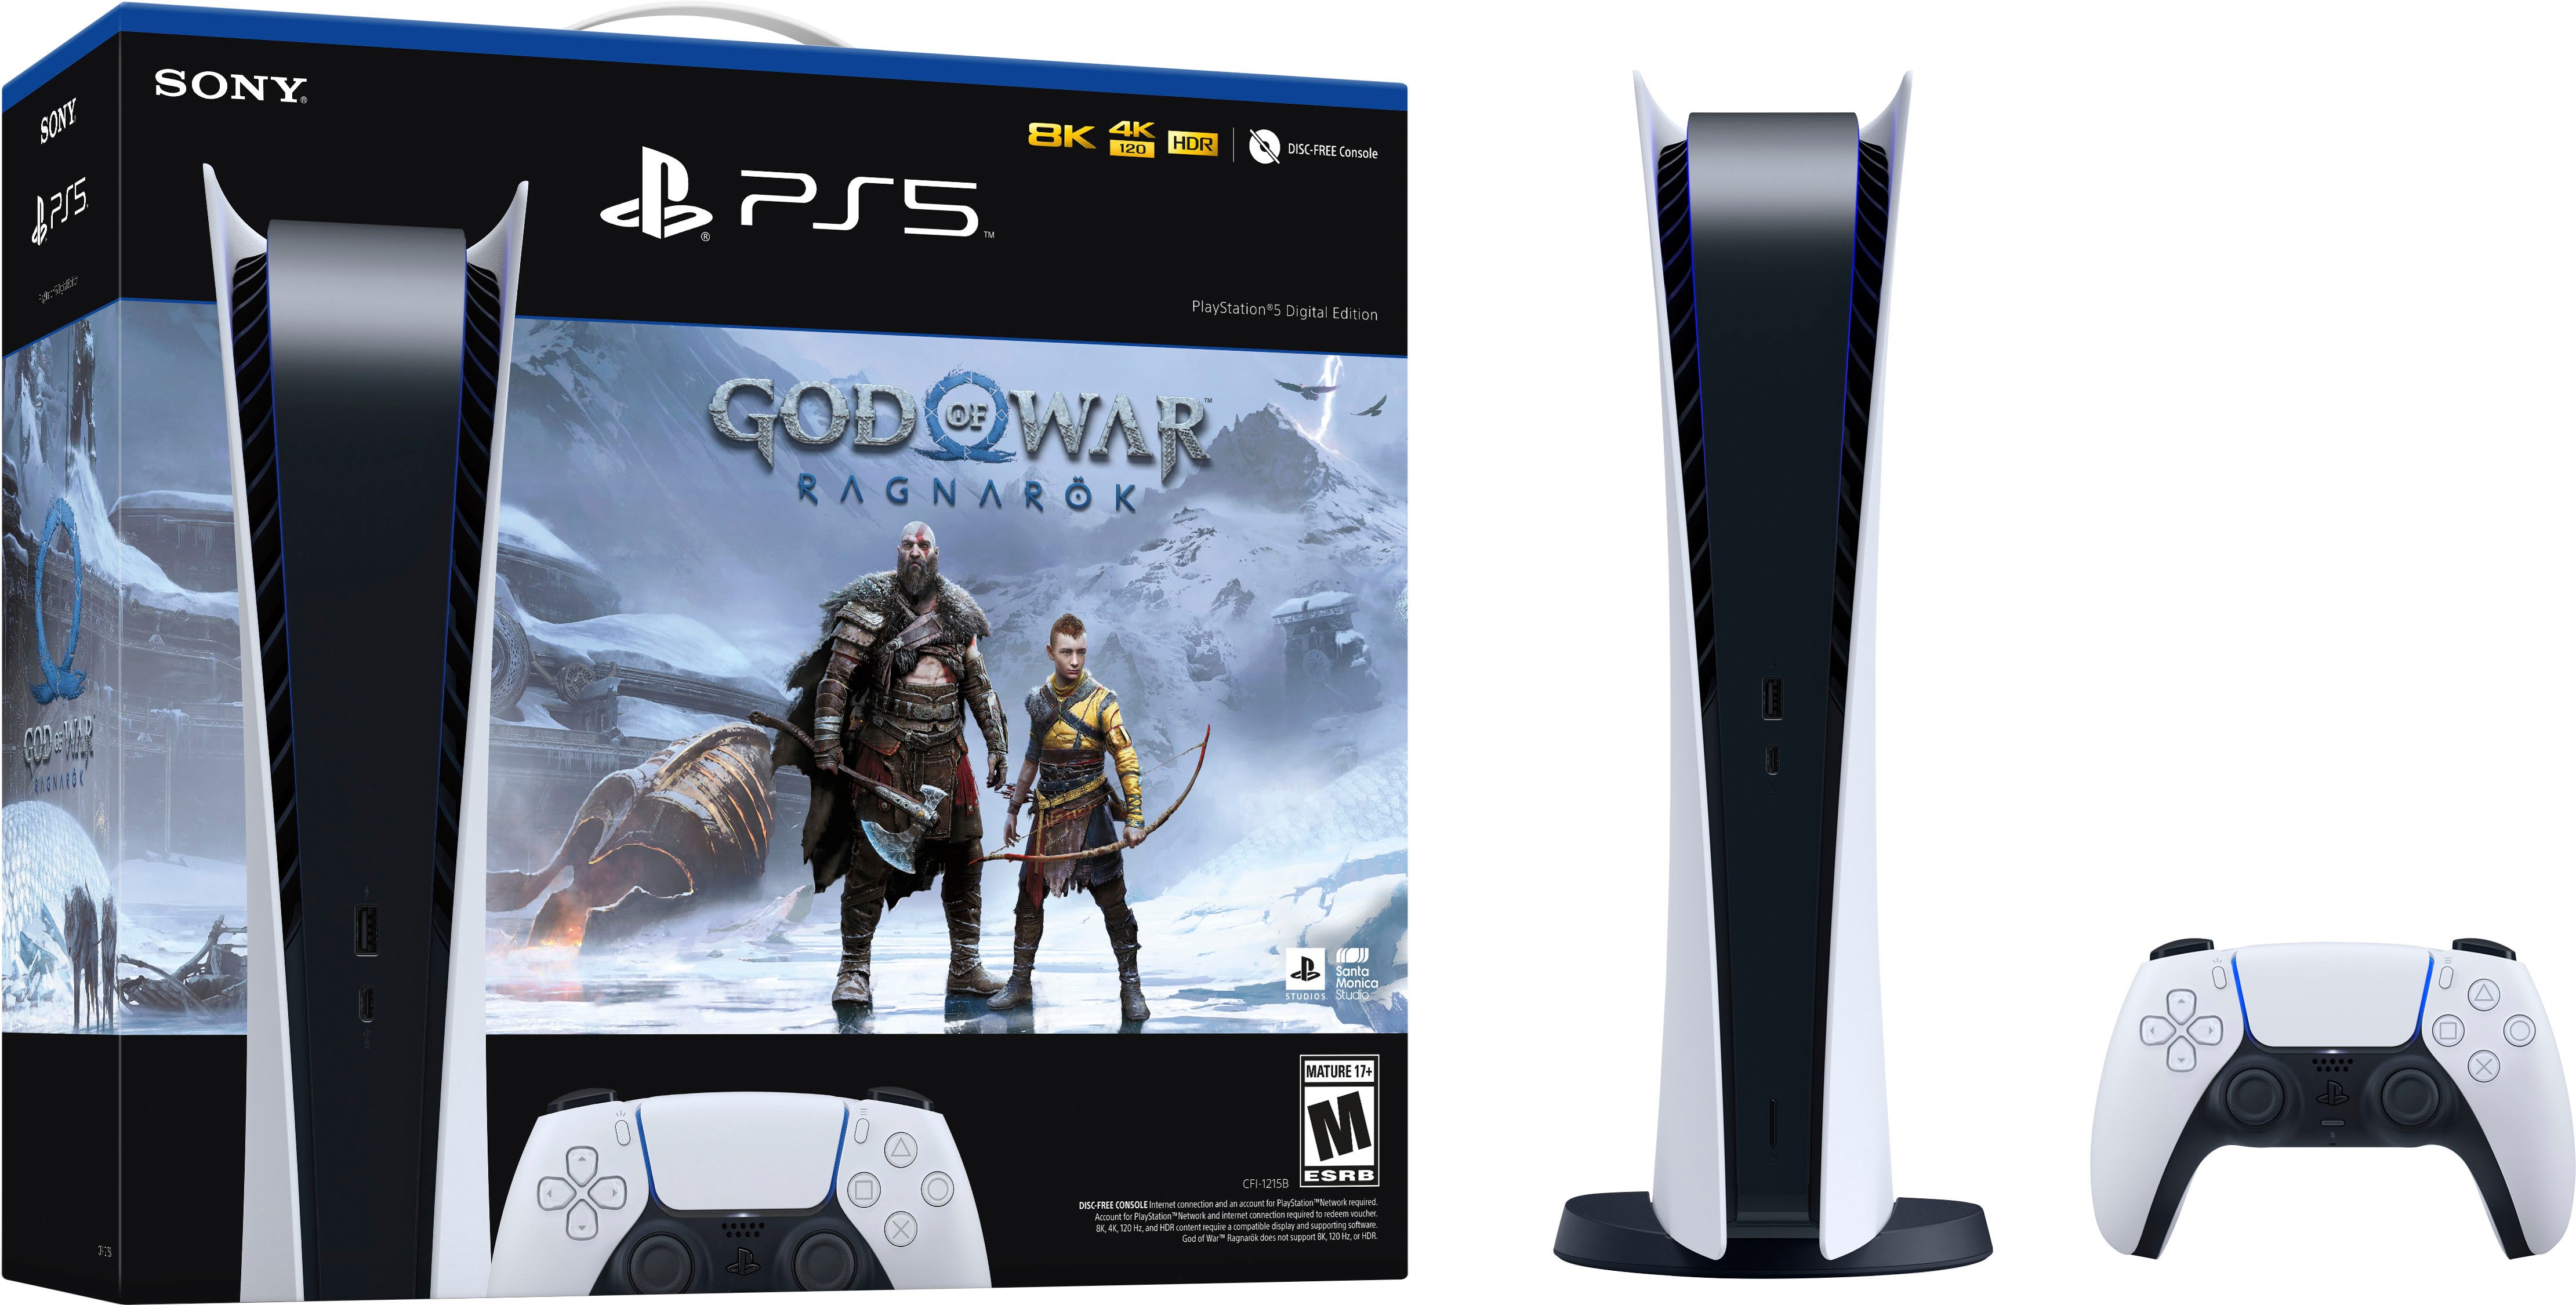 SONY®
SONY
PS5
8K 4K 120 HDR DISC-FREE Console
PS5™
PlayStation®5 Digital Edition
GOD OF WAR™
RAGNARÖK
GOD OF WAR
RAGNARÖK
STUDIOS.
Santa
Monica
Studio
MATURE 17+
M
ESRB
CFI-1215B
DISC-FREE CONSOLE Internet connection and an account for PlayStation™Network required.
Account for PlayStation™Network and internet connection required to redeem voucher.
8K, 4K, 120 Hz, and HDR content require a compatible display and supporting software.
God of War™ Ragnarök does not support 8K, 120 Hz, or HDR.